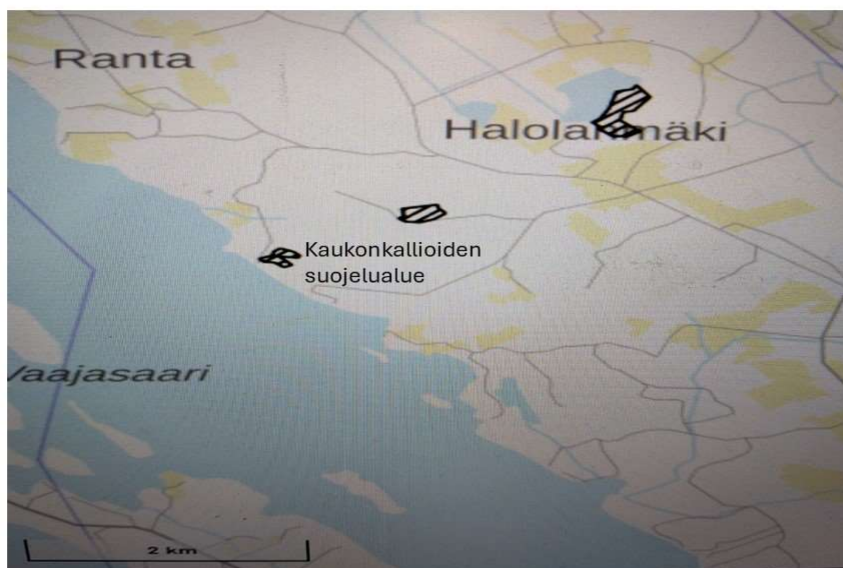 Ranta
Halolanmäki
Kaukonkallioiden
suojelualue
Vaajasaari
2 km